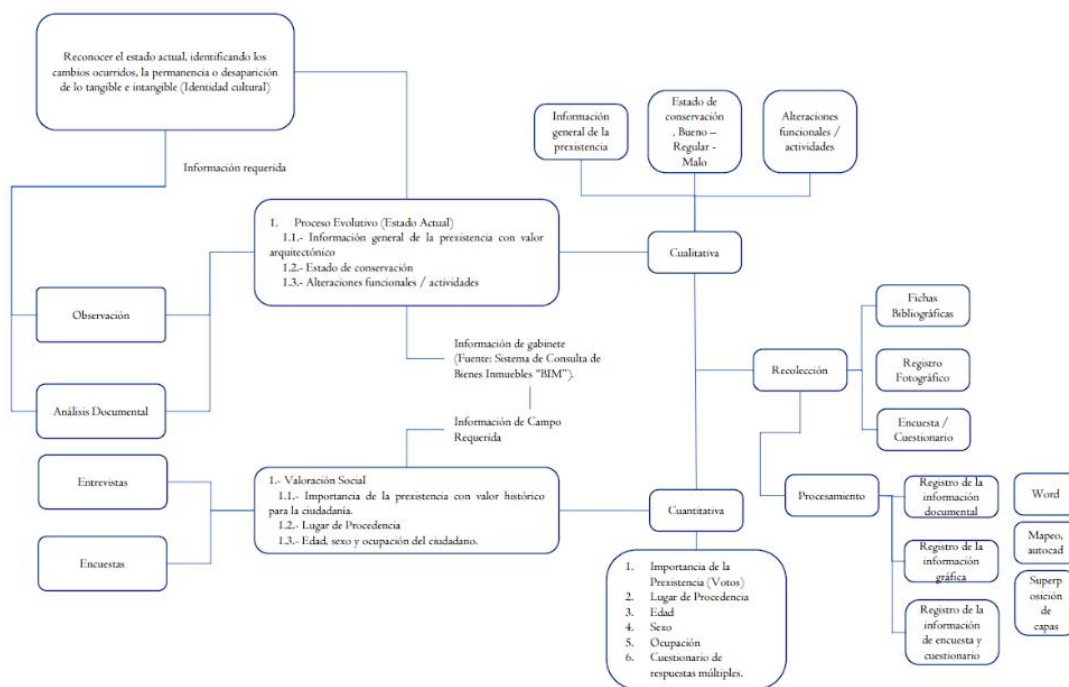 Reconocer el estado actual, identificando los
cambios ocurridos, la permanencia o desaparición
de lo tangible e intangible (Identidad cultural)
Información requerida
Información
general de la
prexistencia
Estado de
conservación
, Bueno –
Regular -
Malo
Alteraciones
funcionales /
actividades
1. Proceso Evolutivo (Estado Actual)
1.1.- Información general de la prexistencia con valor
arquitectónico
1.2.- Estado de conservación
1.3.- Alteraciones funcionales / actividades
Cualitativa
Observación
Análisis Documental
Información de gabinete
(Fuente: Sistema de Consulta de
Bienes Inmuebles "BIM").
Información de Campo
Requerida
Recolección
Fichas
Bibliográficas
Registro
Fotográfico
Encuesta /
Cuestionario
Entrevistas
Encuestas
1.- Valoración Social
1.1.- Importancia de la prexistencia con valor histórico
para la ciudadanía.
1.2.- Lugar de Procedencia
1.3.- Edad, sexo y ocupación del ciudadano.
Cuantitativa
Procesamiento
Registro de la
información
documental
Word
Registro de la
información
gráfica
Mapeo,
autocad
Registro de la
información
de encuesta y
cuestionario
Superp
osición
de
capas
1. Importancia de la
Prexistencia (Votos)
2. Lugar de Procedencia
3. Edad
4. Sexo
5. Ocupación
6. Cuestionario de
respuestas múltiples.